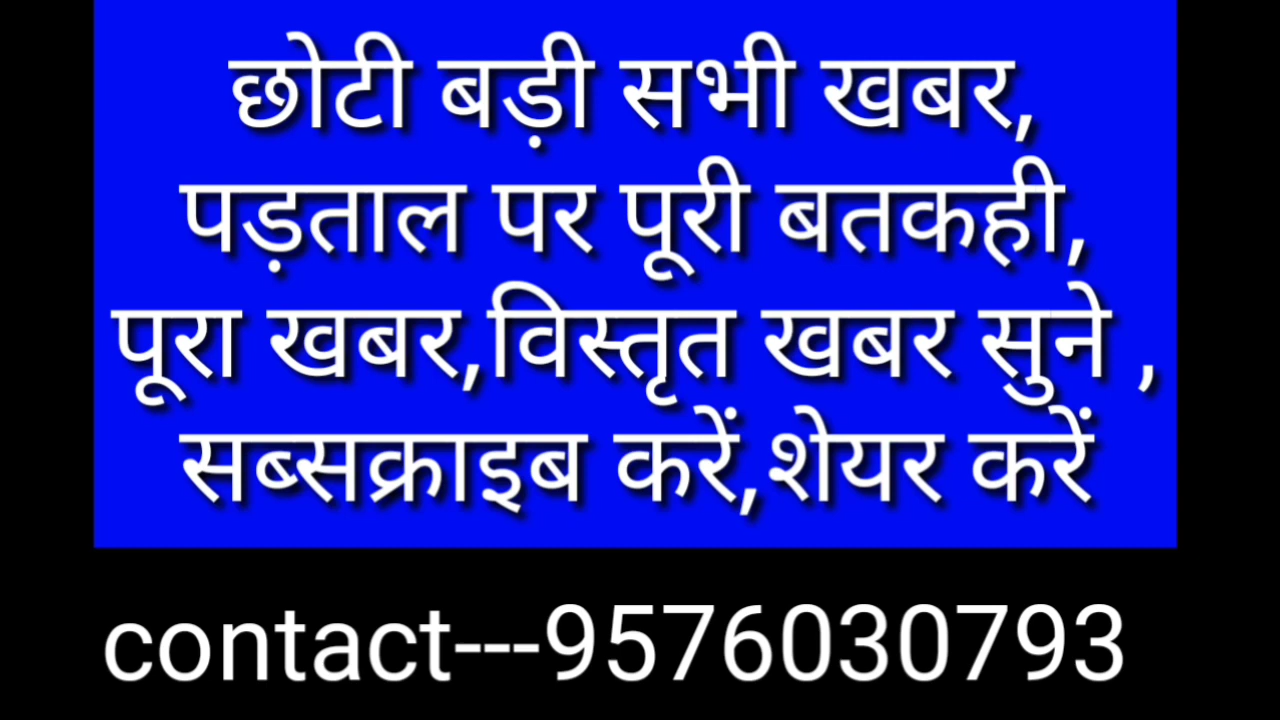 छोटी बड़ी सभी खबर,
पड़ताल पर पूरी बतकही,
पूरा खबर,विस्तृत खबर सुने ,
सब्सक्राइब करें,शेयर करें
contact---9576030793